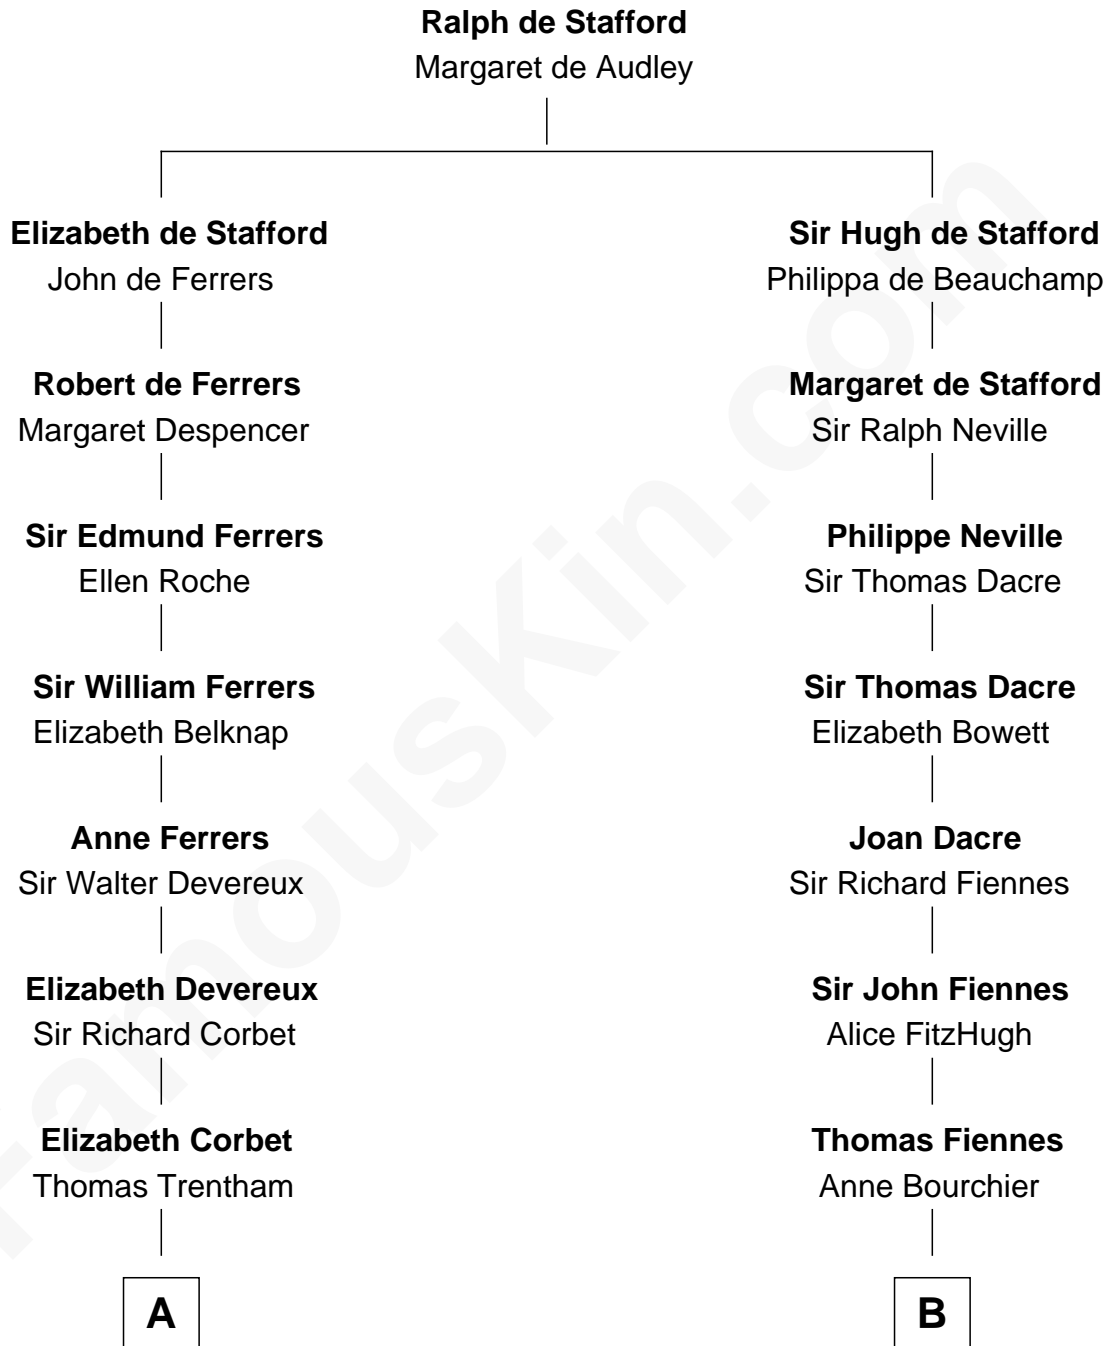 Ralph de Stafford
Margaret de Audley
Elizabeth de Stafford
John de Ferrers
Sir Hugh de Stafford
Philippa de Beauchamp
Robert de Ferrers
Margaret Despencer
Margaret de Stafford
Sir Ralph Neville
Sir Edmund Ferrers
Ellen Roche
Philippe Neville
Sir Thomas Dacre
Sir William Ferrers
Elizabeth Belknap
Sir Thomas Dacre
Elizabeth Bowett
Anne Ferrers
Sir Walter Devereux
Joan Dacre
Sir Richard Fiennes
Elizabeth Devereux
Sir Richard Corbet
Sir John Fiennes
Alice FitzHugh
Elizabeth Corbet
Thomas Trentham
Thomas Fiennes
Anne Bourchier
A
B
FamousKin.com